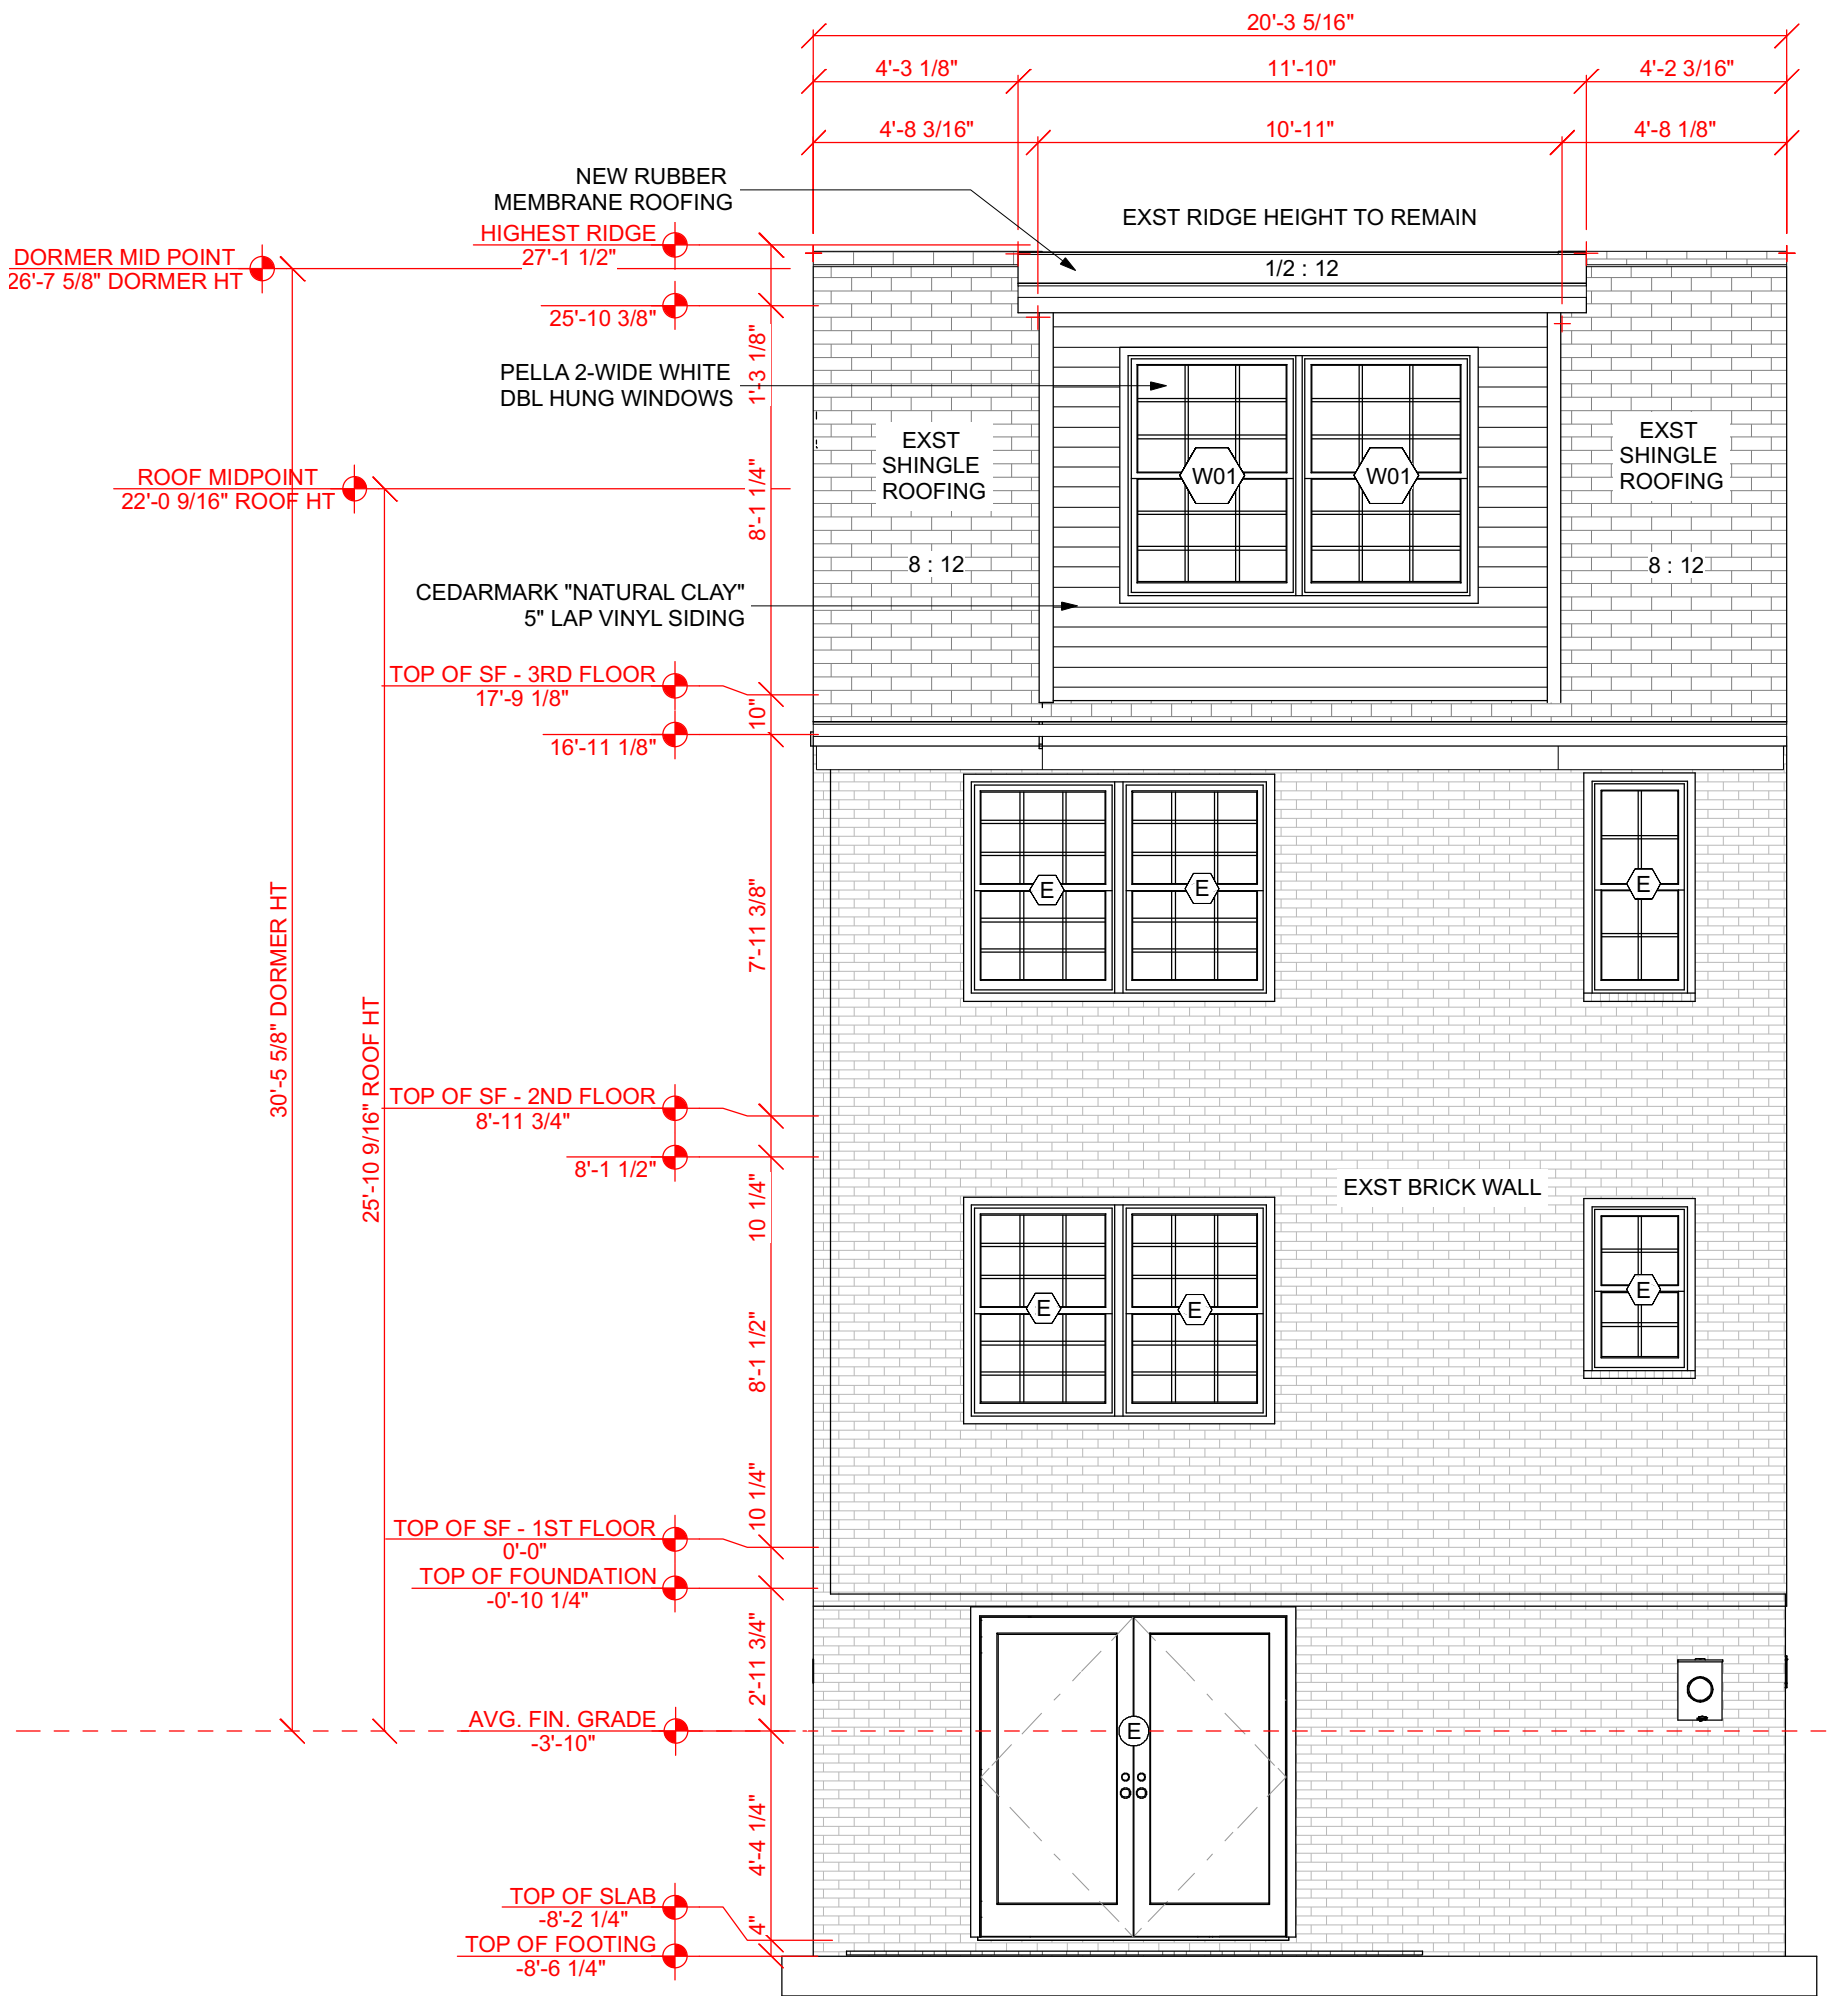 20'-3 5/16"
4'-3 1/8"
11'-10"
4'-2 3/16"
4'-8 3/16"
10'-11"
4'-8 1/8"
NEW RUBBER
MEMBRANE ROOFING
EXST RIDGE HEIGHT TO REMAIN
HIGHEST RIDGE
27'-1 1/2"
DORMER MID POINT
26'-7 5/8" DORMER HT
1/2 : 12
25'-10 3/8"
1'-3 1/8"
PELLA 2-WIDE WHITE
DBL HUNG WINDOWS
EXST
SHINGLE
ROOFING
EXST
SHINGLE
ROOFING
W01
W01
ROOF MIDPOINT
22'-0 9/16" ROOF HT
8'-1 1/4"
8 : 12
8 : 12
CEDARMARK "NATURAL CLAY"
5" LAP VINYL SIDING
TOP OF SF - 3RD FLOOR
17'-9 1/8"
10"
16'-11 1/8"
E
E
E
7'-11 3/8"
30'-5 5/8" DORMER HT
25'-10 9/16" ROOF HT
TOP OF SF - 2ND FLOOR
8'-11 3/4"
8'-1 1/2"
10 1/4"
EXST BRICK WALL
E
E
E
8'-1 1/2"
10 1/4"
TOP OF SF - 1ST FLOOR
0'-0"
TOP OF FOUNDATION
-0'-10 1/4"
2'-11 3/4"
AVG. FIN. GRADE
-3'-10"
E
4'-4 1/4"
TOP OF SLAB
-8'-2 1/4"
4"
TOP OF FOOTING
-8'-6 1/4"